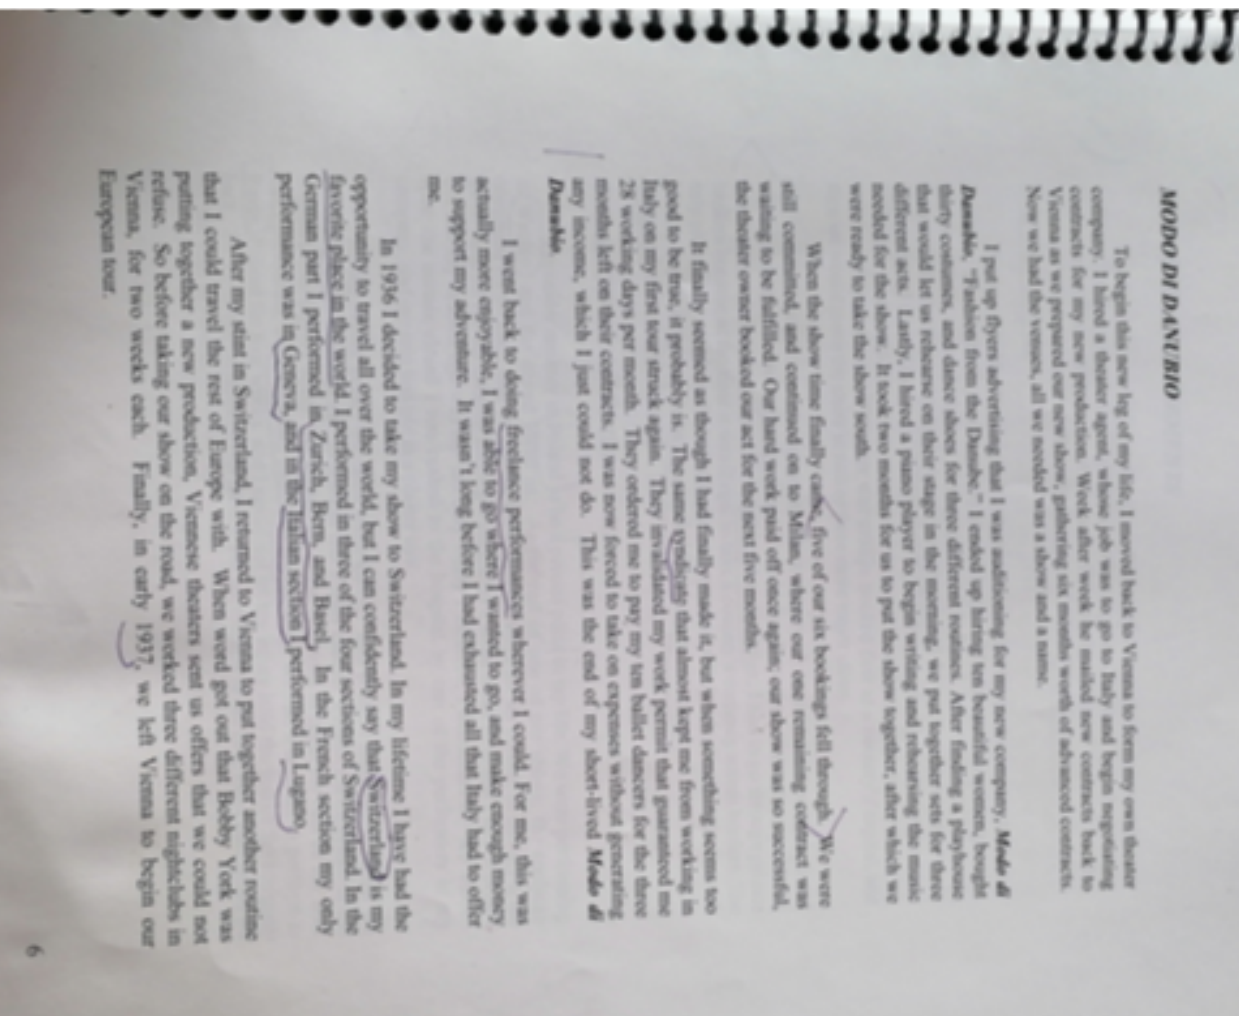 MODO DI DANUBIO
To begin this new leg of my life, I moved back to Vienna to form my own theater
company. I hired a theater agent, whose job was to go to Italy and begin negotiating
contracts for my new production. Week after week he mailed new contracts back to
Vienna as we prepared our new show, gathering six months worth of advanced contracts.
Now we had the venues, all we needed was a show and a name.
I put up flyers advertising that I was auditioning for my new company, Modo di
Danubio, "Fashion from the Danube." I ended up hiring ten beautiful women, bought
thirty costumes, and dance shoes for three different routines. After finding a playhouse
that would let us rehearse on their stage in the morning, we put together sets for three
different acts. Lastly, I hired a piano player to begin writing and rehearsing the music
needed for the show. It took two months for us to put the show together, after which we
were ready to take the show south.
When the show time finally came, five of our six bookings fell through. We were
still committed, and continued on to Milan, where our one remaining contract was
waiting to be fulfilled. Our hard work paid off once again; our show was so successful,
the theater owner booked our act for the next five months.
It finally seemed as though I had finally made it, but when something seems too
good to be true, it probably is. The same syndicate that almost kept me from working in
Italy on my first tour struck again. They invalidated my work permit that guaranteed me
28 working days per month. They ordered me to pay my ten ballet dancers for the three
months left on their contracts. I was now forced to take on expenses without generating
any income, which I just could not do. This was the end of my short-lived Modo di
Danubio.
I went back to doing freelance performances wherever I could. For me, this was
actually more enjoyable, I was able to go where I wanted to go, and make enough money
to support my adventure. It wasn't long before I had exhausted all that Italy had to offer
me.
In 1936 I decided to take my show to Switzerland. In my lifetime I have had the
opportunity to travel all over the world, but I can confidently say that Switzerland is my
favorite place in the world. I performed in three of the four sections of Switzerland. In the
German part I performed in Zurich, Bern, and Basel. In the French section my only
performance was in Geneva, and in the Italian section I performed in Lugano.
After my stint in Switzerland, I returned to Vienna to put together another routine
that I could travel the rest of Europe with. When word got out that Bobby York was
putting together a new production, Viennese theaters sent us offers that we could not
refuse. So before taking our show on the road, we worked three different nightclubs in
Vienna, for two weeks each. Finally, in early 1937, we left Vienna to begin our
European tour.
6